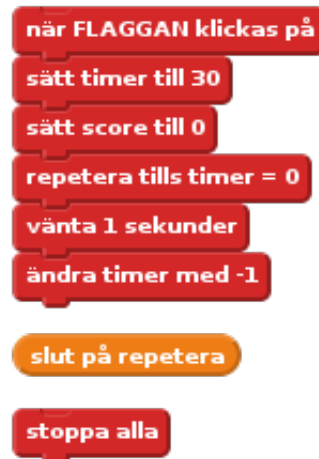 när FLAGGAN klickas på
sätt timer till 30
sätt score till 0
repetera tills timer = 0
vänta 1 sekunder
ändra timer med -1
slut på repetera
stoppa alla